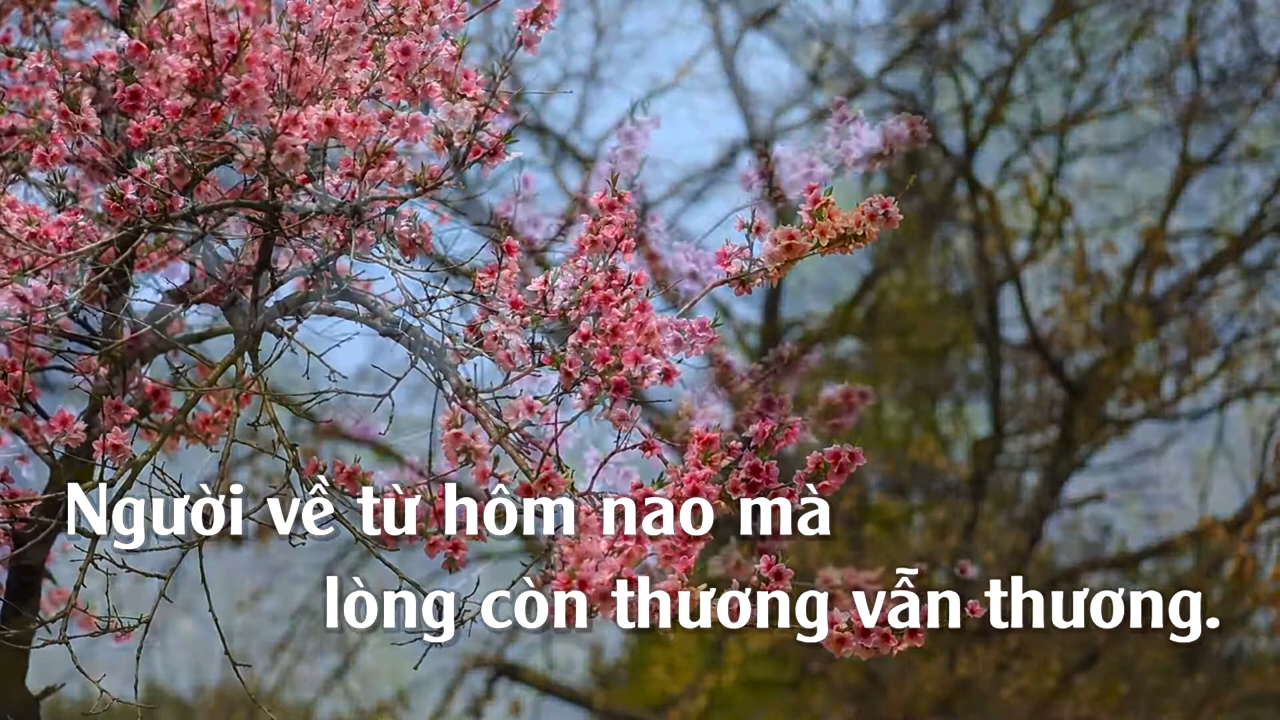 Người về từ hôm nao mà
lòng còn thương vẫn thương.